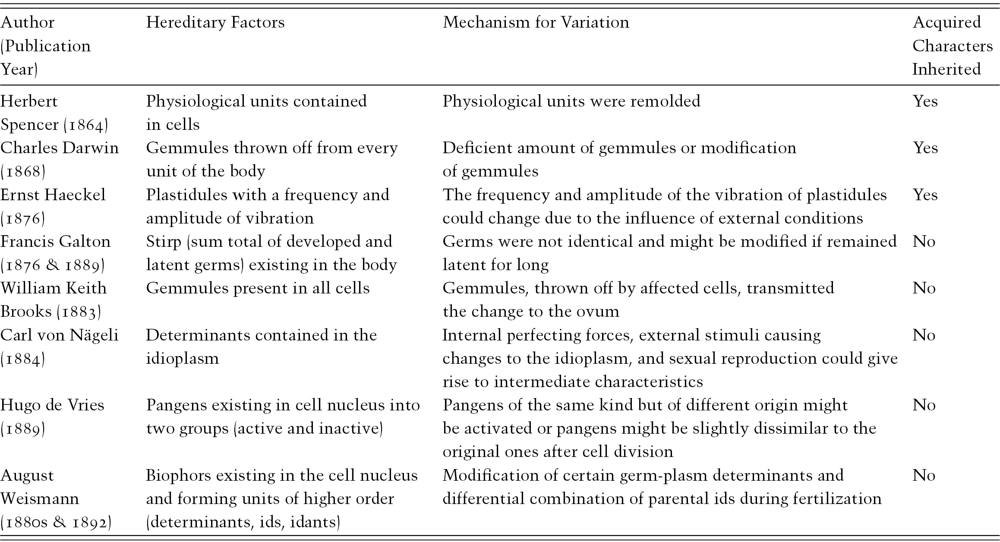 Author Hereditary Factors Mechanism for Variation Acquired
(Publication Characters
Year) Inherited
Herbert Physiological units contained Physiological units were remolded Yes
Spencer (1864) in cells
Charles Darwin Gemmules thrown off from every Deficient amount of gemmules or modification Yes
(1868) unit of the body of gemmules
Ernst Haeckel Plastidules with a frequency and The frequency and amplitude of the vibration of plastidules Yes
(1876) amplitude of vibration could change due to the influence of external conditions
Francis Galton Stirp (sum total of developed and Germs were not identical and might be modified if remained No
(1876 & 1889) latent germs) existing in the body latent for long
William Keith Gemmules present in all cells Gemmules, thrown off by affected cells, transmitted No
Brooks (1883) the change to the ovum
Carl von Nägeli Determinants contained in the Internal perfecting forces, external stimuli causing No
(1884) idioplasm changes to the idioplasm, and sexual reproduction could give
rise to intermediate characteristics
Hugo de Vries Pangens existing in cell nucleus into Pangens of the same kind but of different origin might No
(1889) two groups (active and inactive) be activated or pangens might be slightly dissimilar to the
original ones after cell division
August Biophors existing in the cell nucleus Modification of certain germ-plasm determinants and No
Weismann and forming units of higher order differential combination of parental ids during fertilization
(1880s & 1892) (determinants, ids, idants)